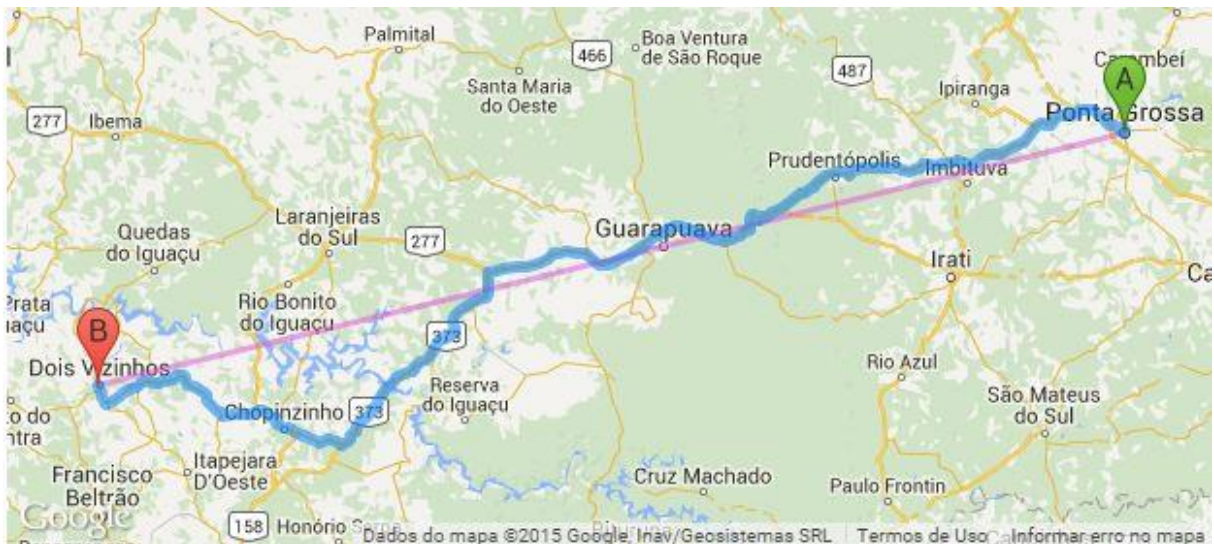 Palmital
466
Boa Ventura
de São Roque
Carambeí
A
487
Santa Maria
do Oeste
Ipiranga
277
Ibema
Ponta Grossa
Prudentópolis
Imbituva
Laranjeiras
do Sul
Quedas
do Iguaçu
277
Guarapuava
Irati
Ca
Prata
Rio Bonito
do Iguaçu
B
373
Dois Vizinhos
Rio Azul
Reserva
do Iguaçu
373
Chopinzinho
São Mateus
do Sul
Itapejara
D'Oeste
Francisco
Beltrão
Cruz Machado
Paulo Frontin
Google
158
Honório
Dados do mapa ©2015 Google, Inav/Geosistemas SRL
Termos de Uso
Informar erro no mapa